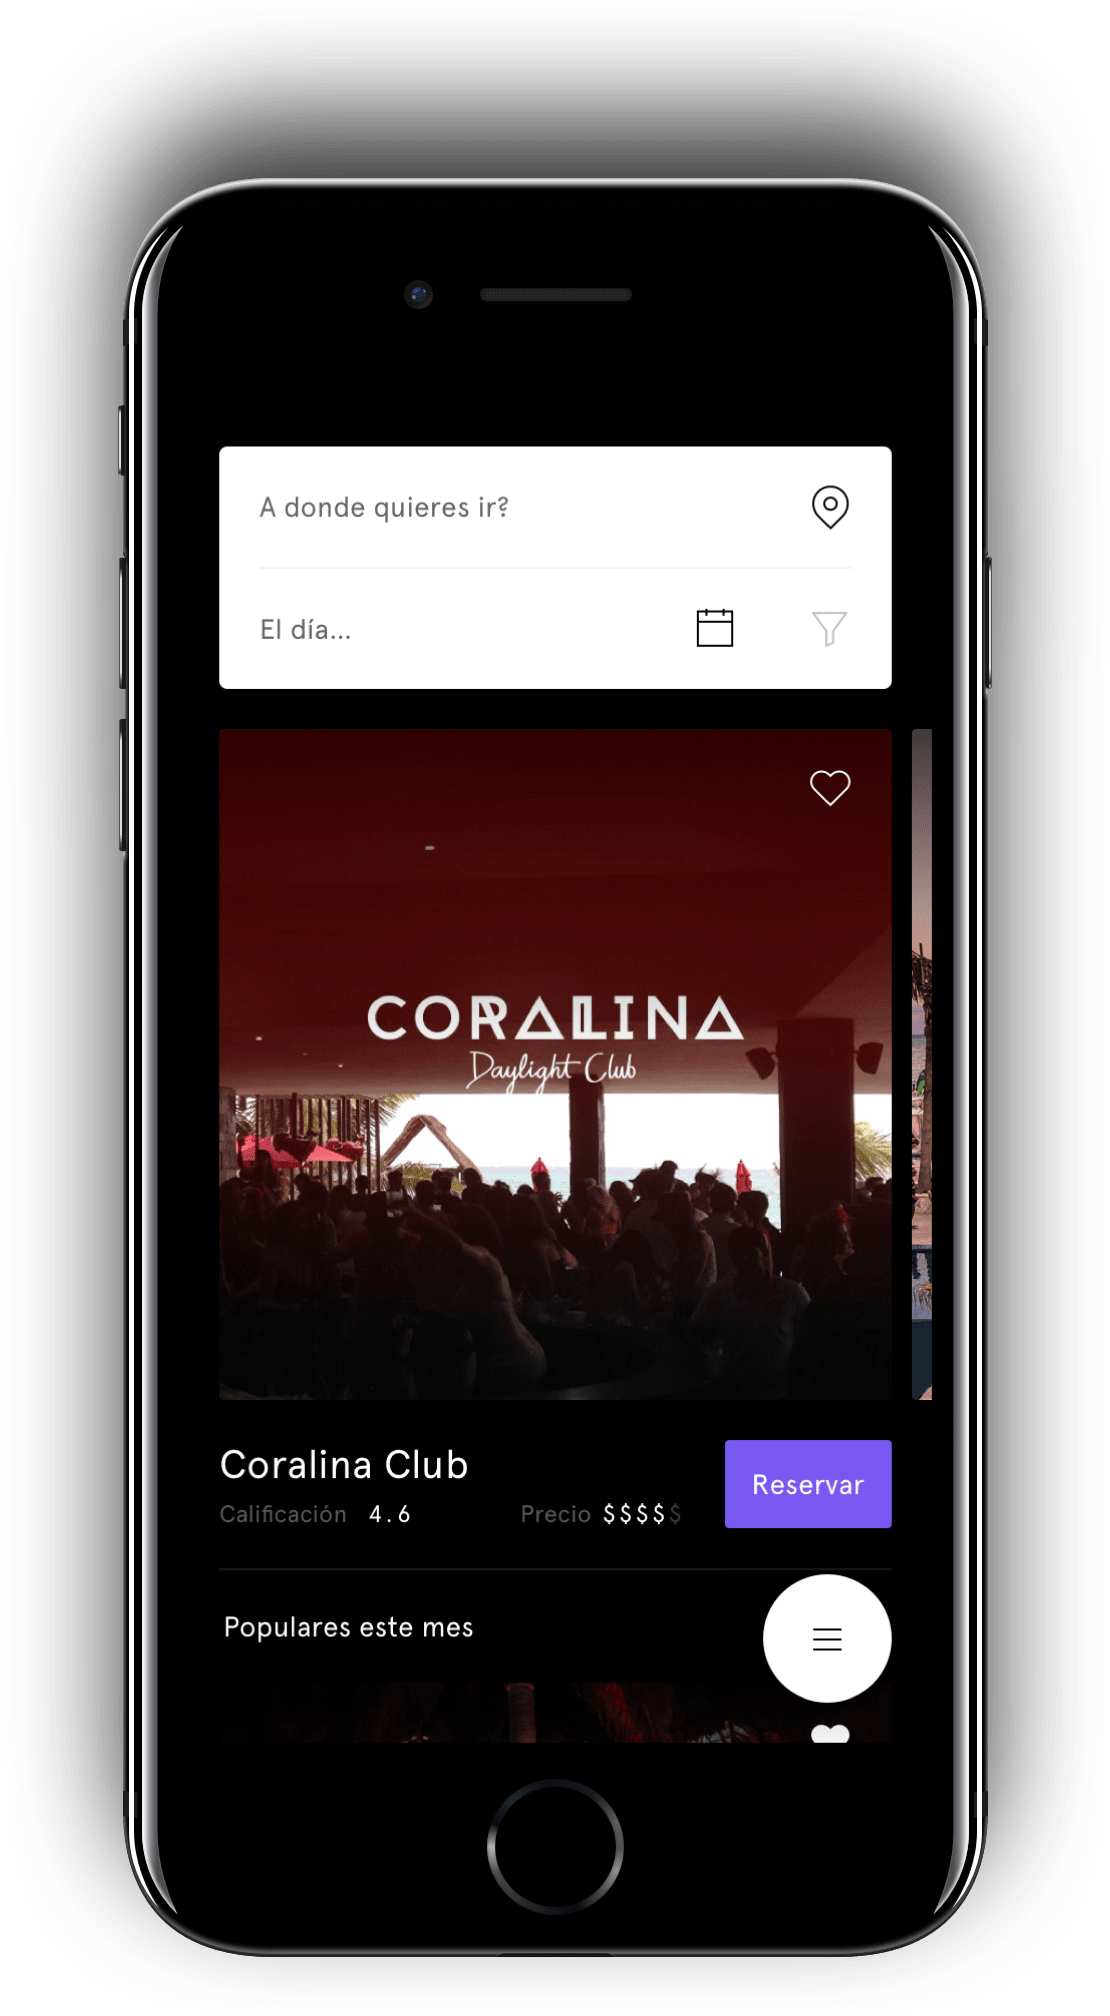 A donde quieres ir?
El día...
CORALINA
Daylight Club
Coralina Club
Calificación 4.6 Precio $$$$$
Reservar
Populares este mes